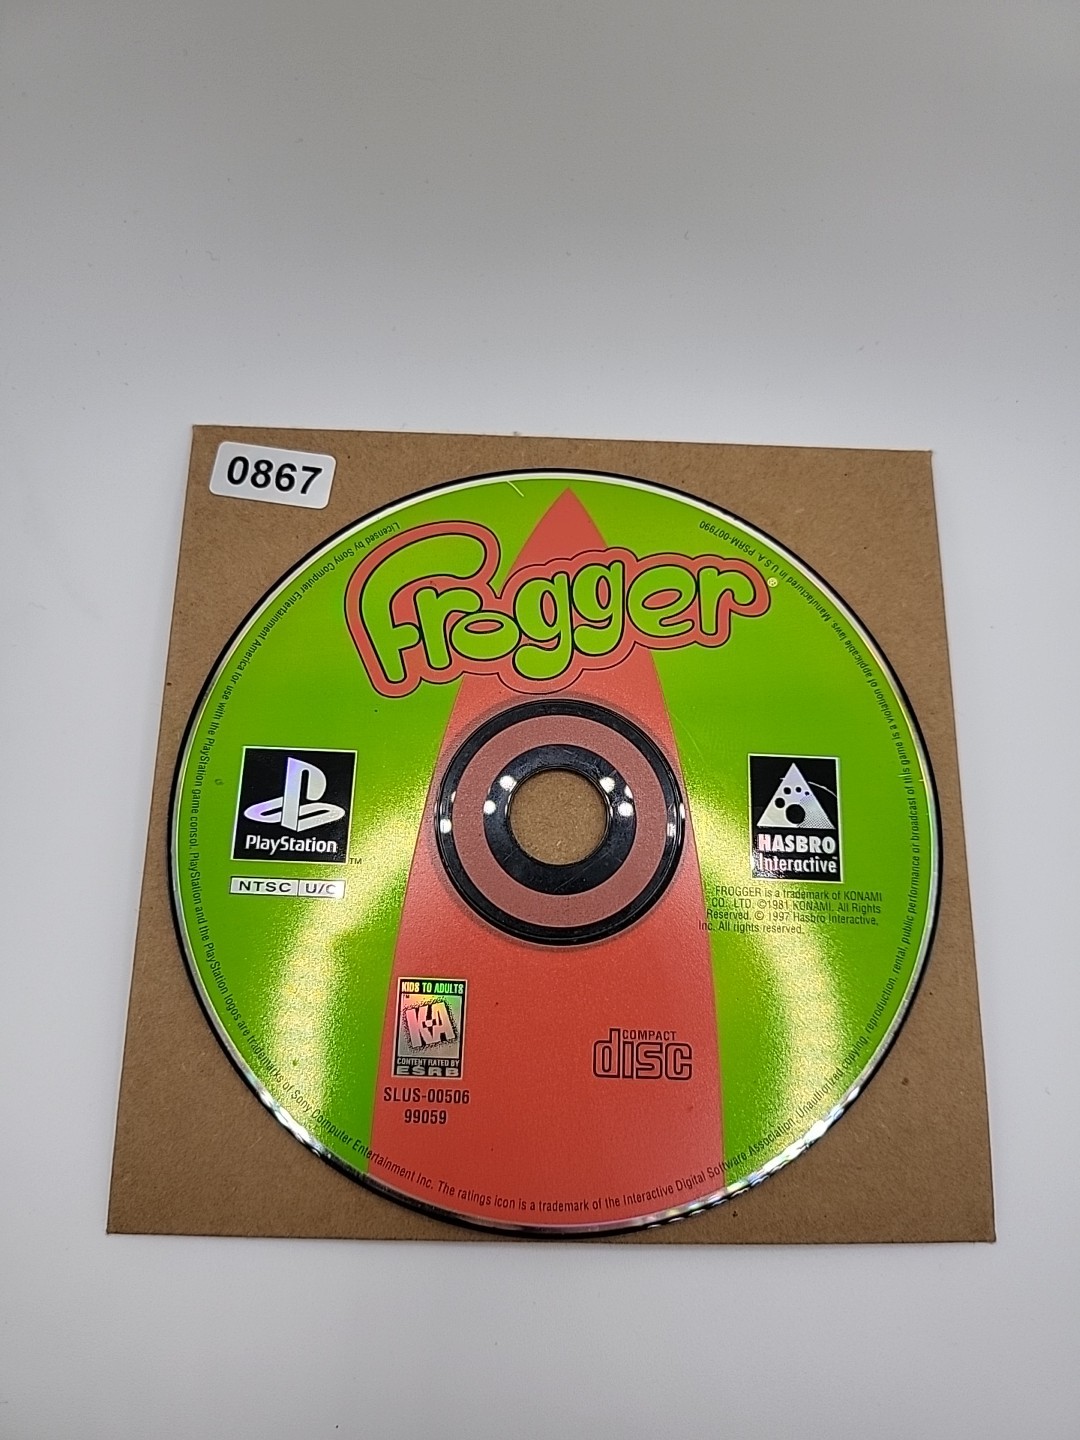 0867
Frogger®
PlayStation™
NTSC U/C
HASBRO
Interactive
FROGGER is a trademark of KONAMI
CO., LTD. ©1981 KONAMI. All Rights
Reserved. © 1997 Hasbro Interactive,
Inc. All rights reserved.
KIDS TO ADULTS
K-A
CONTENT RATED BY
ESRB
SLUS-00506
99059
COMPACT
disc
Licensed by Sony Computer Entertainment America for use with the PlayStation game consol. PlayStation and the PlayStation logos are trademarks of Sony Computer Entertainment Inc. The ratings icon is a trademark of the Interactive Digital Software Association. Unauthorized copying, reproduction, rental, public performance or broadcast of this game is a violation of applicable laws. Manufactured in U.S.A. PSRM-007990